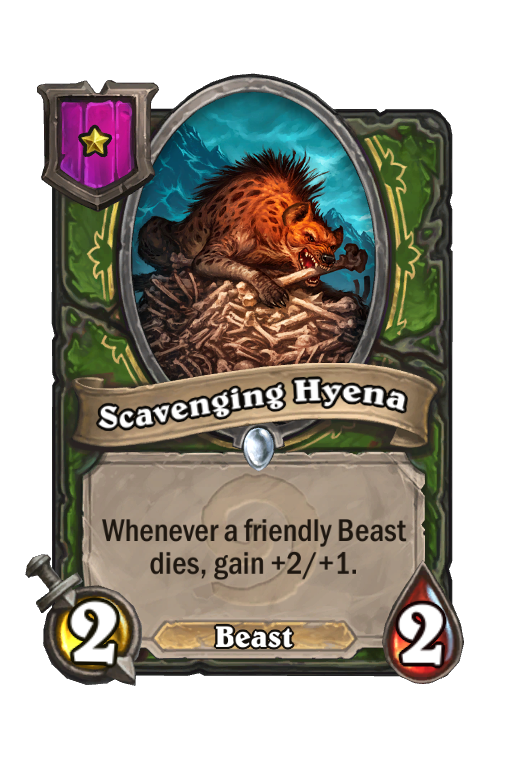 Scavenging Hyena
Whenever a friendly Beast
dies, gain +2/+1.
2
Beast
2